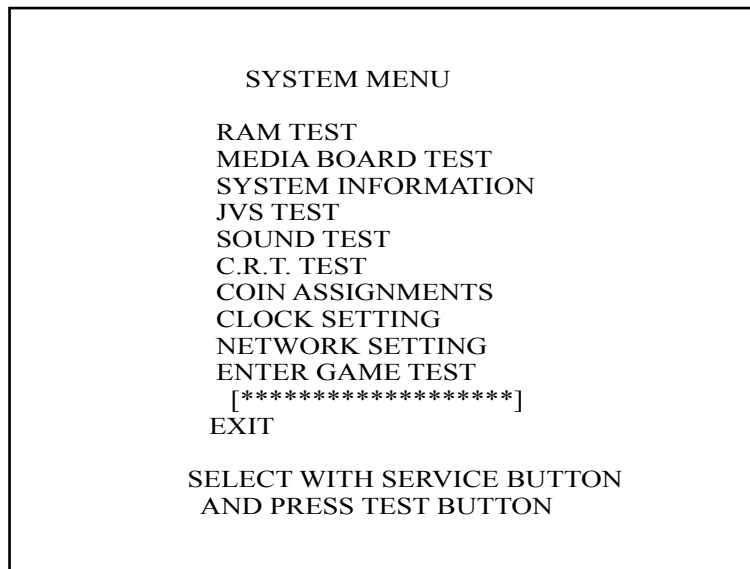 SYSTEM MENU
RAM TEST
MEDIA BOARD TEST
SYSTEM INFORMATION
JVS TEST
SOUND TEST
C.R.T. TEST
COIN ASSIGNMENTS
CLOCK SETTING
NETWORK SETTING
ENTER GAME TEST
[*******************]
EXIT
SELECT WITH SERVICE BUTTON
AND PRESS TEST BUTTON